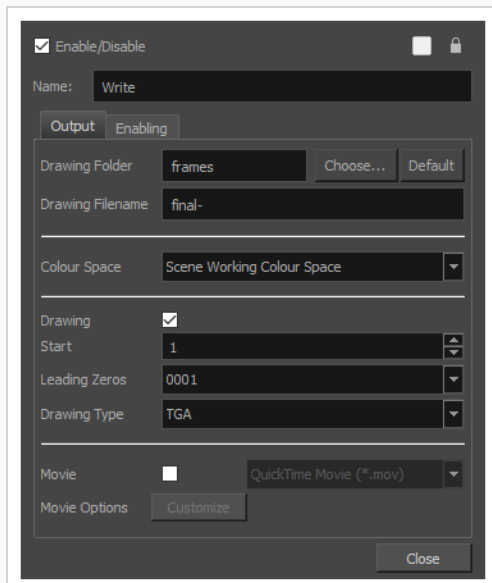 Enable/Disable
Name: Write
Output Enabling
Drawing Folder frames Choose... Default
Drawing Filename final-
Colour Space Scene Working Colour Space
Drawing
Start 1
Leading Zeros 0001
Drawing Type TGA
Movie QuickTime Movie (*.mov)
Movie Options Customize
Close